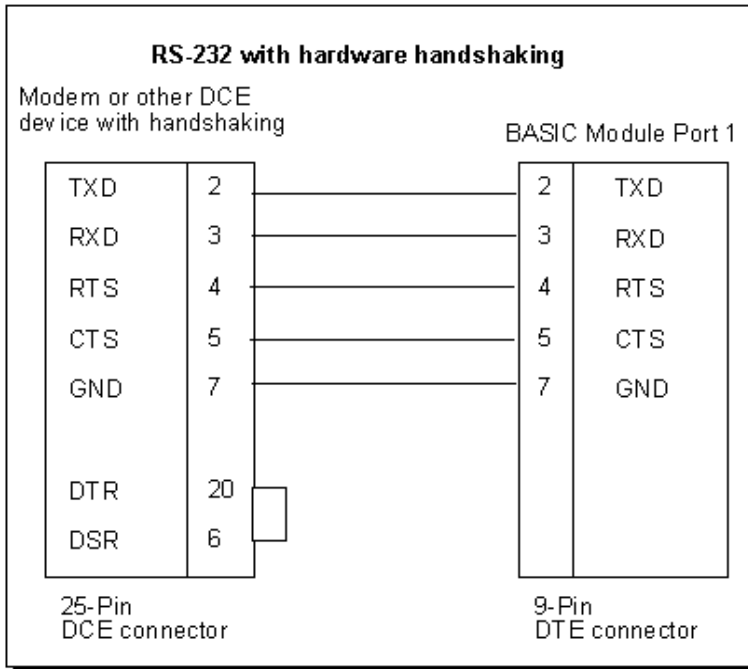 RS-232 with hardware handshaking
Modem or other DCE
device with handshaking
BASIC Module Port 1
TXD 2 2 TXD
RXD 3 3 RXD
RTS 4 4 RTS
CTS 5 5 CTS
GND 7 7 GND
DTR 20
DSR 6
25-Pin
DCE connector
9-Pin
DTE connector